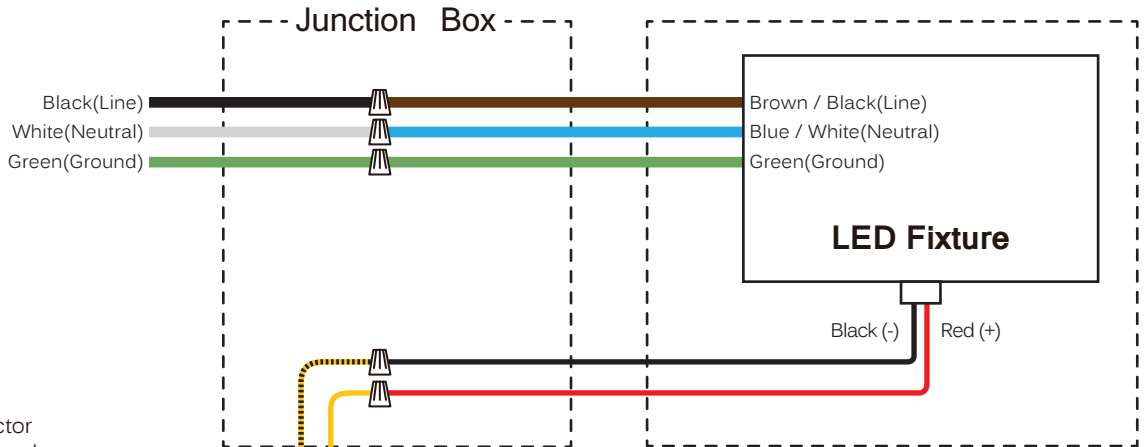 Junction Box
Black(Line)
White(Neutral)
Green(Ground)
Brown / Black(Line)
Blue / White(Neutral)
Green(Ground)
LED Fixture
Black (-)
Red (+)